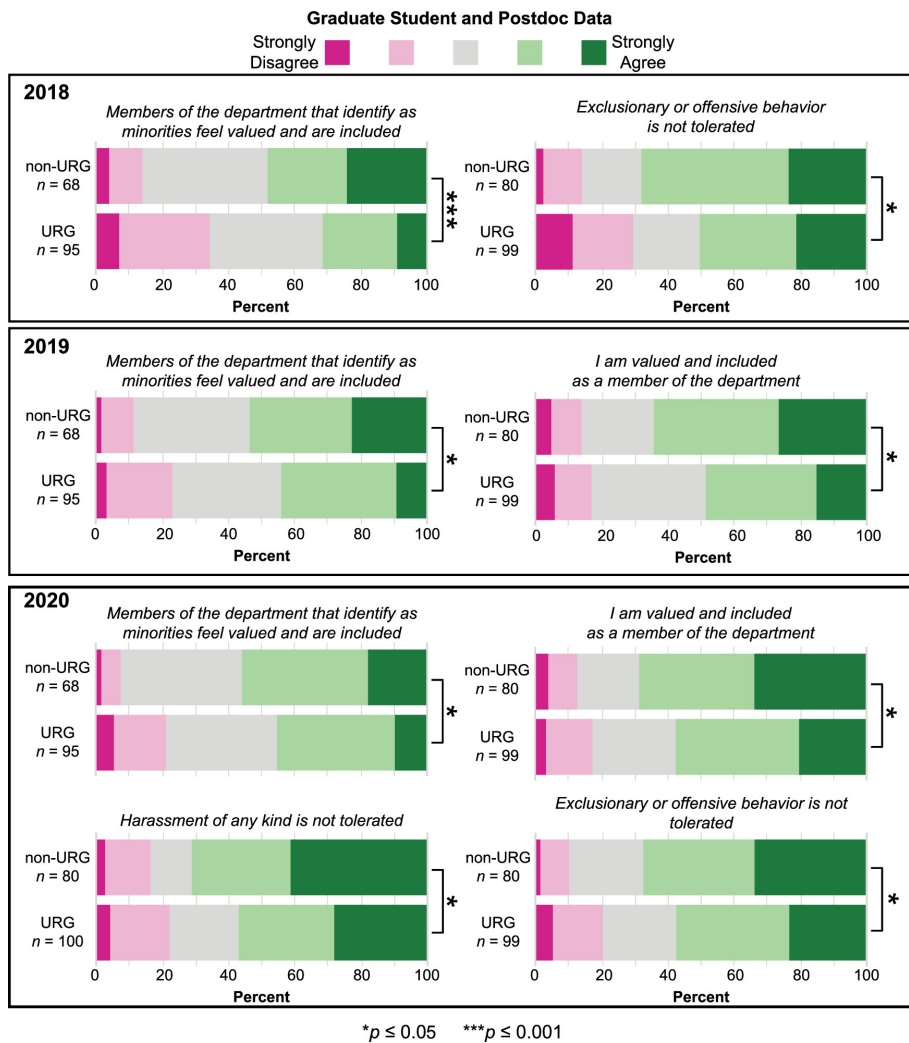 Graduate Student and Postdoc Data
Strongly Disagree
Strongly Agree
2018
Members of the department that identify as
minorities feel valued and are included
non-URG
n = 68
URG
n = 95
***
0 20 40 60 80 100
Percent
Exclusionary or offensive behavior
is not tolerated
non-URG
n = 80
URG
n = 99
*
0 20 40 60 80 100
Percent
2019
Members of the department that identify as
minorities feel valued and are included
non-URG
n = 68
URG
n = 95
*
0 20 40 60 80 100
Percent
I am valued and included
as a member of the department
non-URG
n = 80
URG
n = 99
*
0 20 40 60 80 100
Percent
2020
Members of the department that identify as
minorities feel valued and are included
non-URG
n = 68
URG
n = 95
*
I am valued and included
as a member of the department
non-URG
n = 80
URG
n = 99
*
Harassment of any kind is not tolerated
non-URG
n = 80
URG
n = 100
*
0 20 40 60 80 100
Percent
Exclusionary or offensive behavior is not
tolerated
non-URG
n = 80
URG
n = 99
*
0 20 40 60 80 100
Percent
*p ≤ 0.05 ***p ≤ 0.001